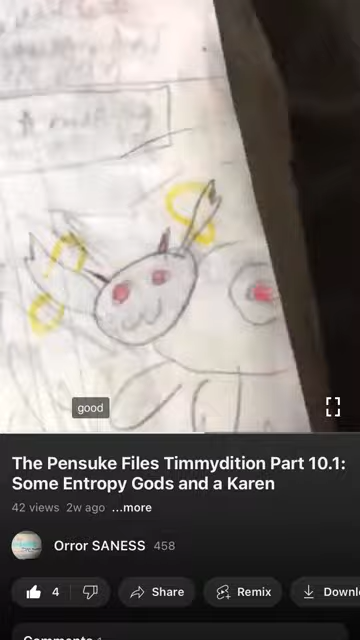 good
The Pensuke Files Timmydition Part 10.1:
Some Entropy Gods and a Karen
42 views 2w ago ...more
Orror SANESS 458
4 Share Remix